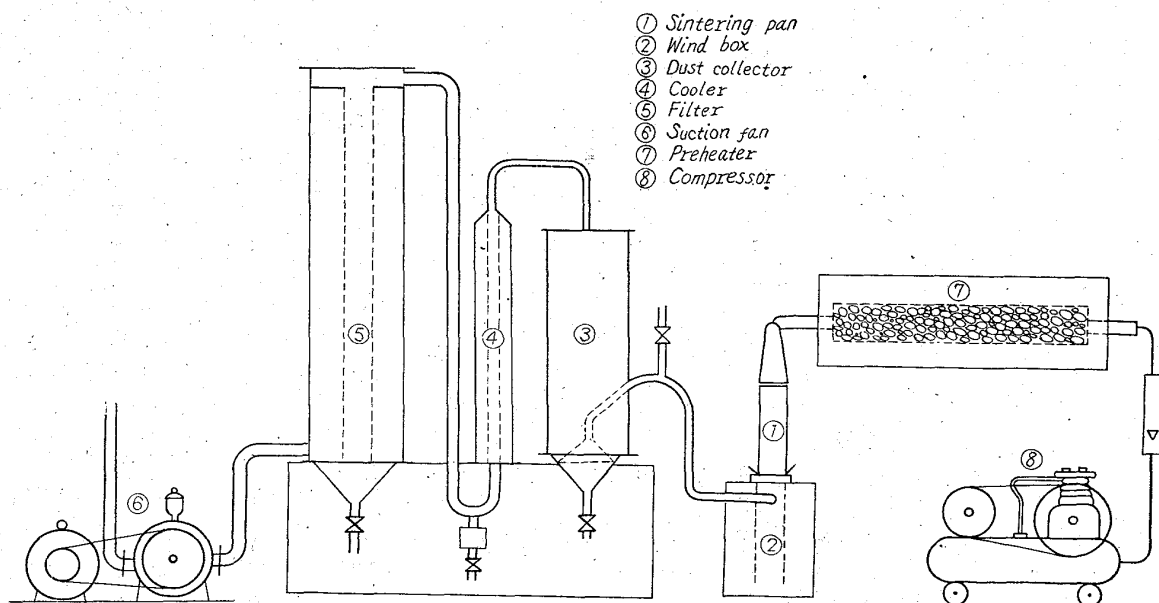 ① Sintering pan
② Wind box
③ Dust collector
④ Cooler
⑤ Filter
⑥ Suction fan
⑦ Preheater
⑧ Compressor
⑦
⑤
④
③
①
⑧
⑥
②